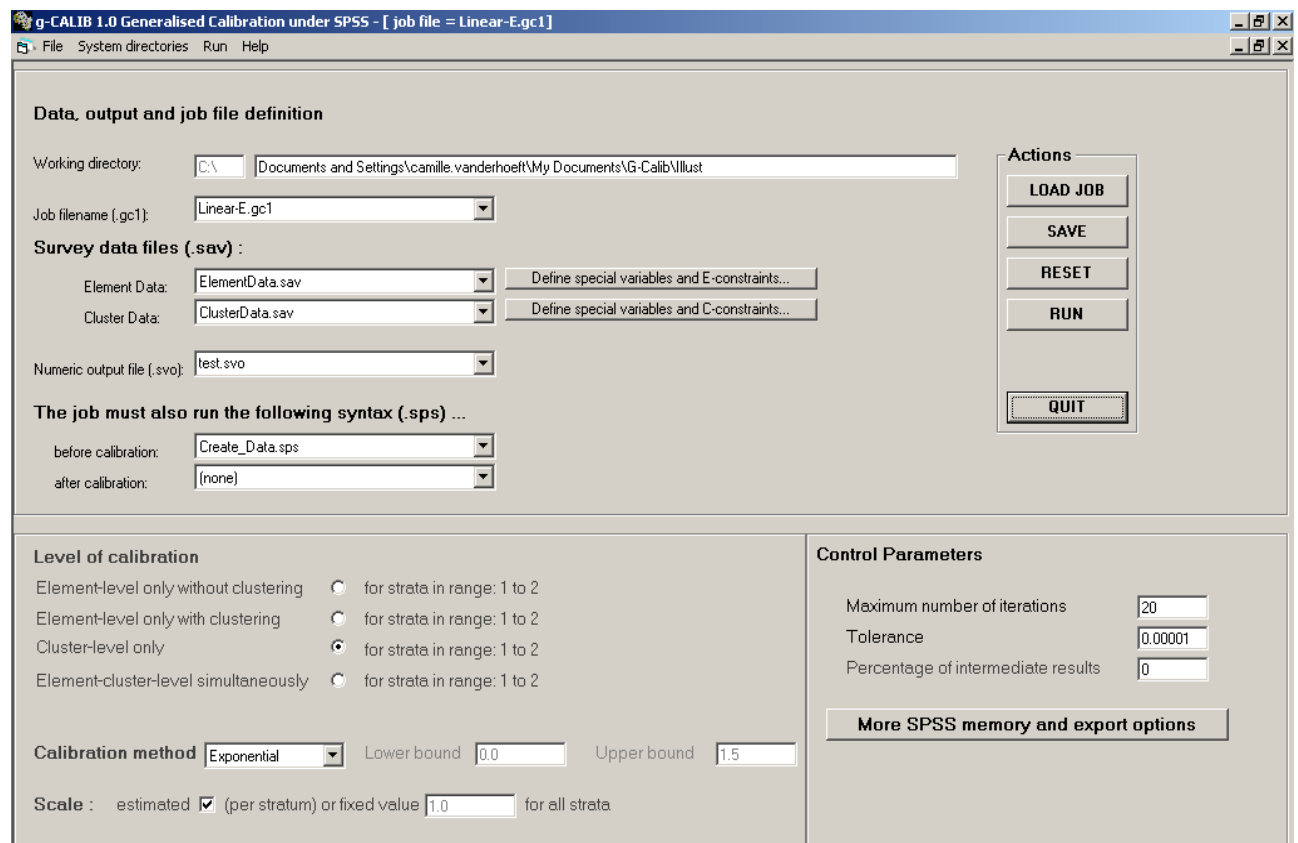 g-CALIB 1.0 Generalised Calibration under SPSS - [ job file = Linear-E.gc1]
File System directories Run Help
Data, output and job file definition
Working directory: C:\ Documents and Settings\camille.vanderhoeft\My Documents\G-Calib\Illust
Job filename (.gc1): Linear-E.gc1
Survey data files (.sav) :
Element Data: ElementData.sav Define special variables and E-constraints...
Cluster Data: ClusterData.sav Define special variables and C-constraints...
Numeric output file (.svo): test.svo
The job must also run the following syntax (.sps) ...
before calibration: Create_Data.sps
after calibration: (none)
Actions
LOAD JOB
SAVE
RESET
RUN
QUIT
Level of calibration
Element-level only without clustering for strata in range: 1 to 2
Element-level only with clustering for strata in range: 1 to 2
Cluster-level only for strata in range: 1 to 2
Element-cluster-level simultaneously for strata in range: 1 to 2
Calibration method Exponential Lower bound 0.0 Upper bound 1.5
Scale : estimated (per stratum) or fixed value 1.0 for all strata
Control Parameters
Maximum number of iterations 20
Tolerance 0.00001
Percentage of intermediate results 0
More SPSS memory and export options